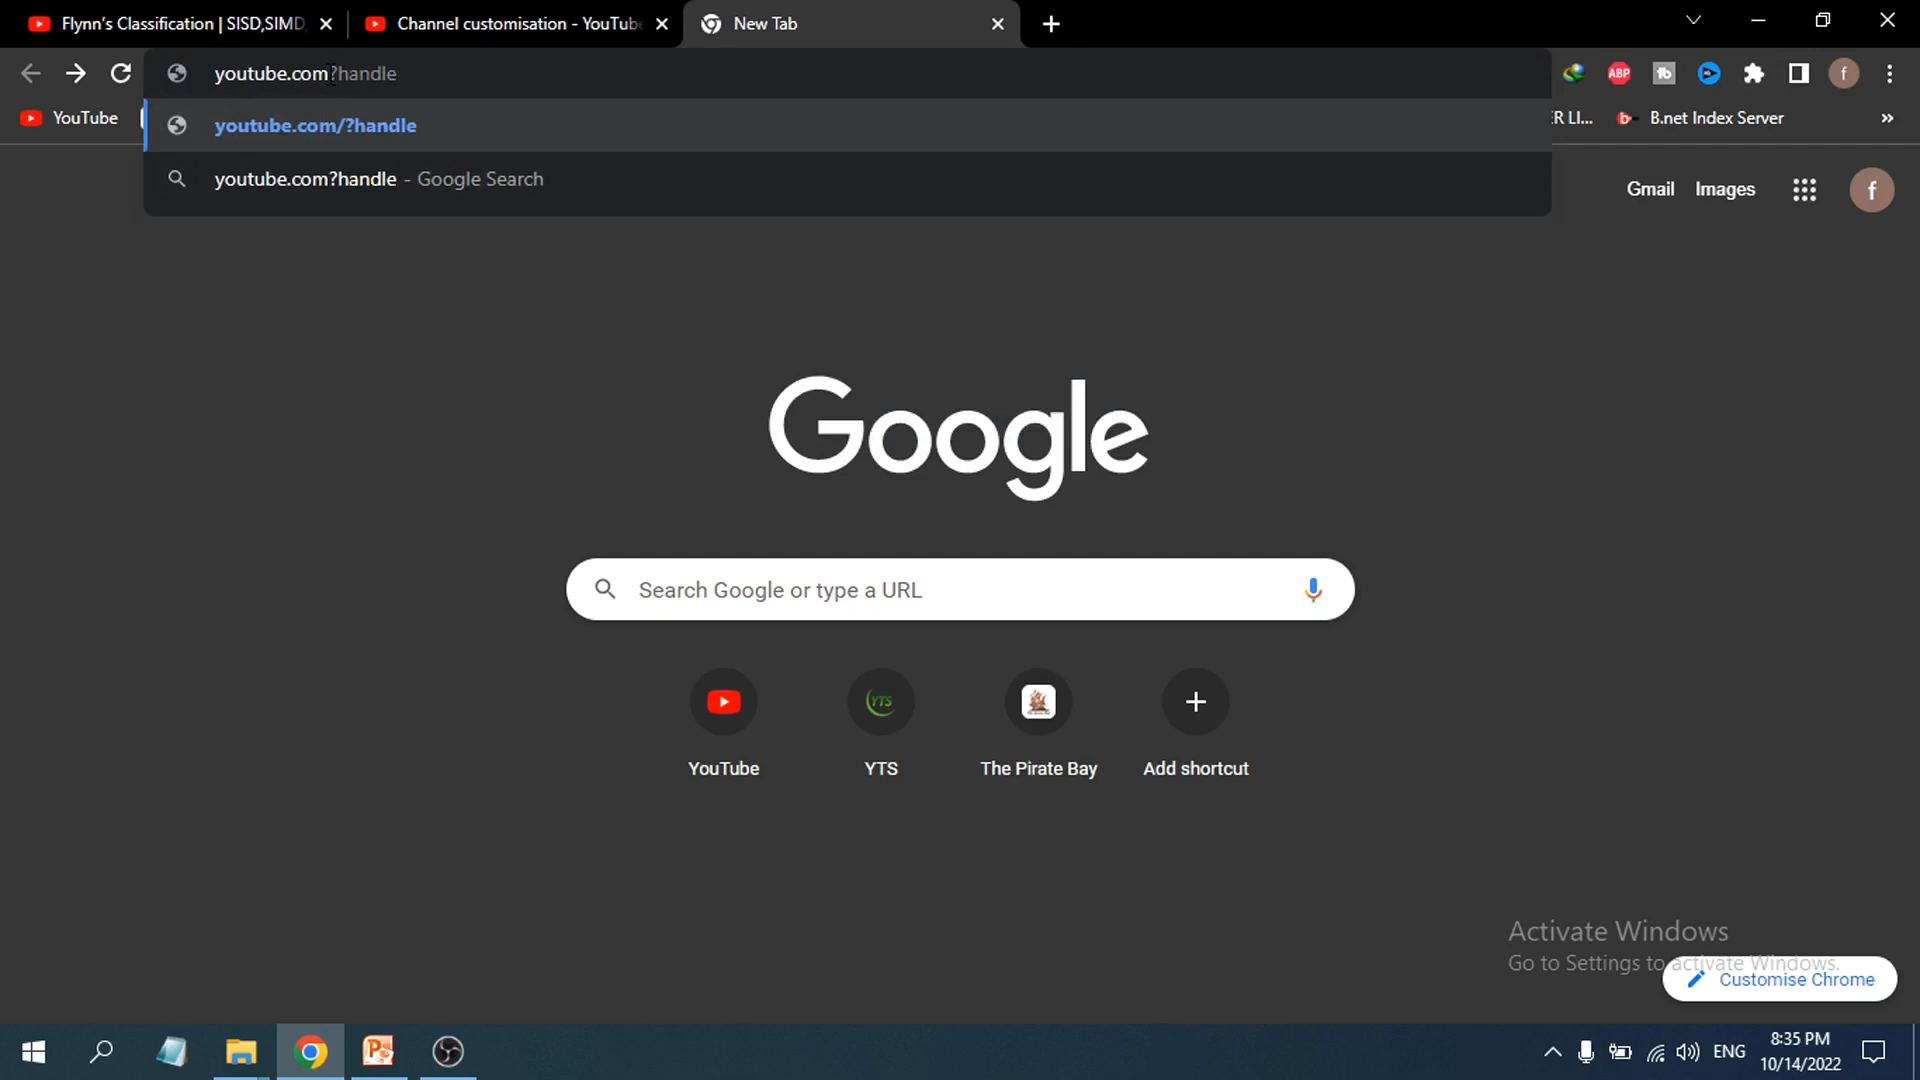 Flynn's Classification | SISD,SIMD,
Channel customisation - YouTube
New Tab
youtube.com?handle
ABP
f
YouTube
ER LI...
B.net Index Server
»
youtube.com/?handle
youtube.com?handle - Google Search
Gmail
Images
f
Google
Search Google or type a URL
YTS
YouTube
YTS
The Pirate Bay
Add shortcut
Activate Windows
Go to Settings to activate Windows.
Customise Chrome
ENG
8:35 PM
10/14/2022